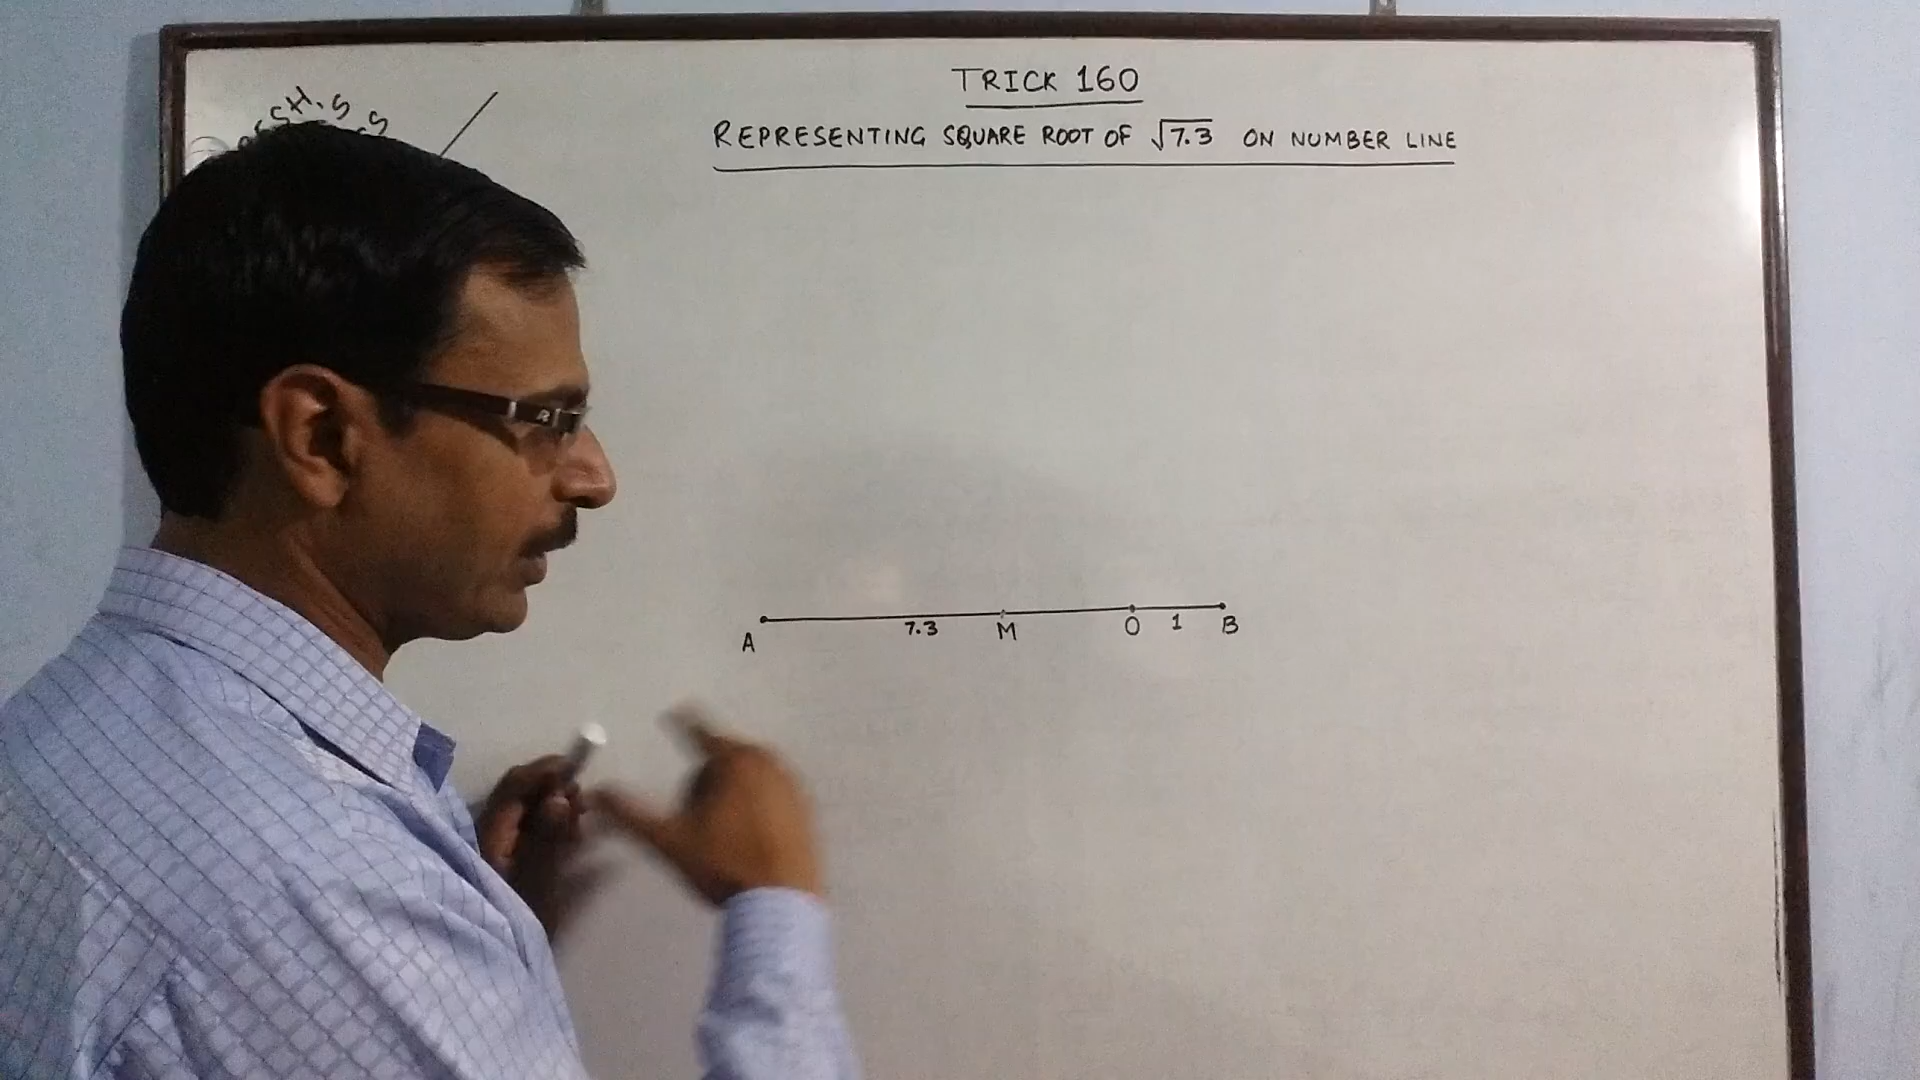 TRICK 160
REPRESENTING SQUARE ROOT OF √7.3 ON NUMBER LINE
A 7.3 M O 1 B